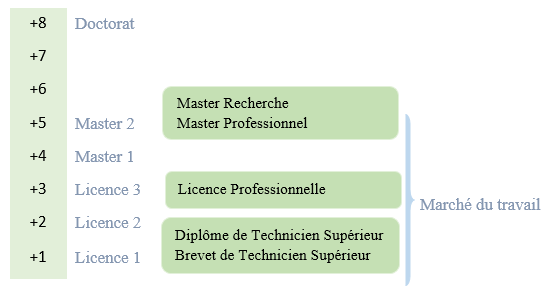 +8 Doctorat
+7
+6
Master Recherche
+5 Master 2 Master Professionnel
+4 Master 1
+3 Licence 3 Licence Professionnelle
Marché du travail
+2 Licence 2
Diplôme de Technicien Supérieur
+1 Licence 1 Brevet de Technicien Supérieur